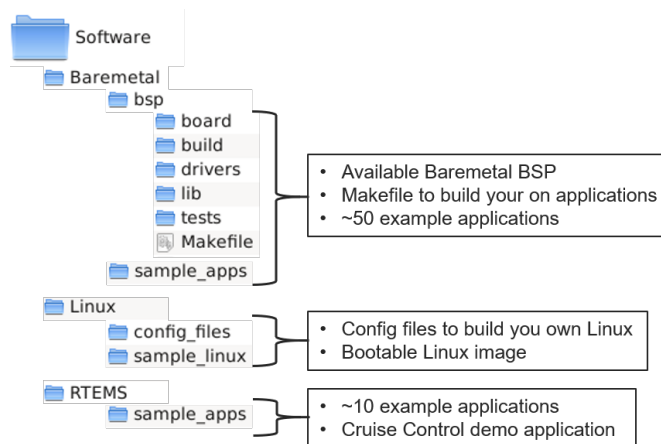 Software
Baremetal
bsp
board
build
drivers
lib
tests
Makefile
sample_apps
• Available Baremetal BSP
• Makefile to build your on applications
• ~50 example applications
Linux
config_files
sample_linux
• Config files to build you own Linux
• Bootable Linux image
RTEMS
sample_apps
• ~10 example applications
• Cruise Control demo application